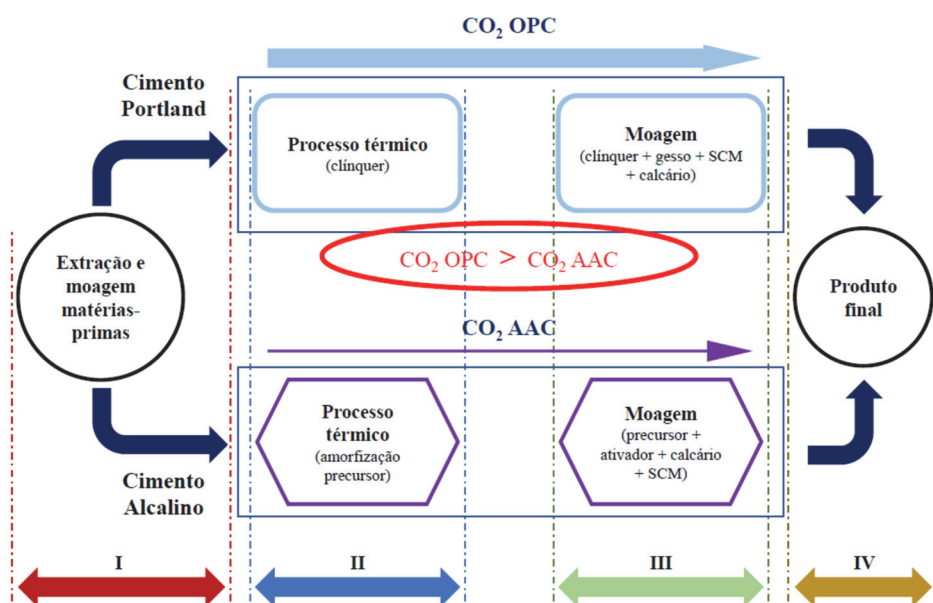 CO₂ OPC
Cimento
Portland
Processo térmico
(clínquer)
Moagem
(clínquer + gesso + SCM
+ calcário)
Extração e
moagem
matérias-
primas
CO₂ OPC > CO₂ AAC
Produto
final
CO₂ AAC
Processo
térmico
(amorfização
precursor)
Moagem
(precursor +
ativador + calcário
+ SCM)
Cimento
Alcalino
I
II
III
IV